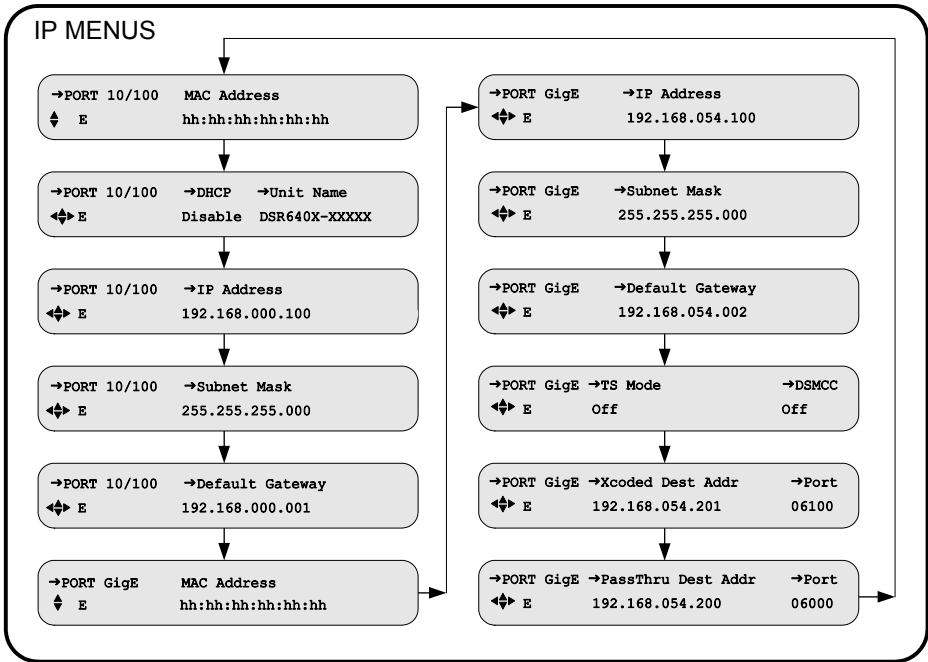 IP MENUS
→PORT 10/100 MAC Address
E hh:hh:hh:hh:hh:hh
→PORT 10/100 →DHCP →Unit Name
E Disable DSR640X-XXXXX
→PORT 10/100 →IP Address
E 192.168.000.100
→PORT 10/100 →Subnet Mask
E 255.255.255.000
→PORT 10/100 →Default Gateway
E 192.168.000.001
→PORT GigE MAC Address
E hh:hh:hh:hh:hh:hh
→PORT GigE →IP Address
E 192.168.054.100
→PORT GigE →Subnet Mask
E 255.255.255.000
→PORT GigE →Default Gateway
E 192.168.054.002
→PORT GigE →TS Mode →DSMCC
E Off Off
→PORT GigE →Xcoded Dest Addr →Port
E 192.168.054.201 06100
→PORT GigE →PassThru Dest Addr →Port
E 192.168.054.200 06000